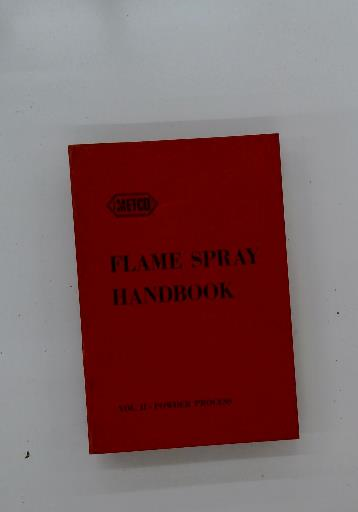 METCO
FLAME SPRAY
HANDBOOK
VOL. II - POWDER PROCESS